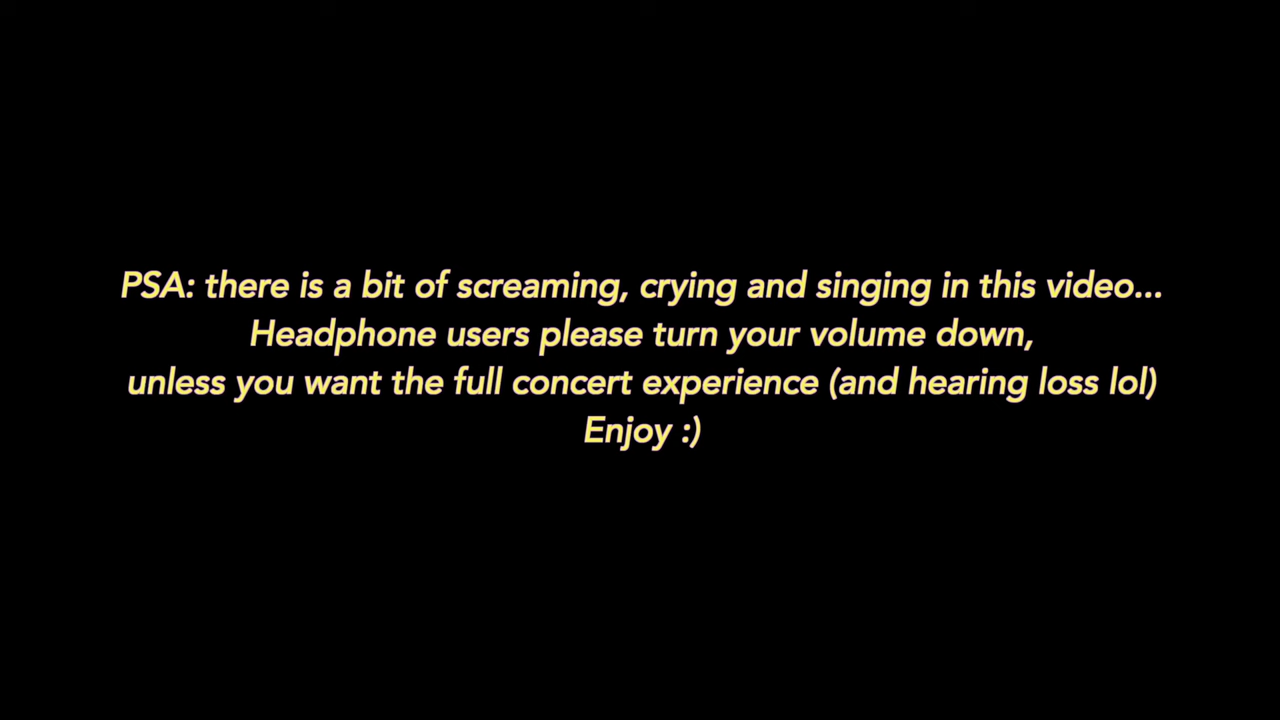 PSA: there is a bit of screaming, crying and singing in this video...
Headphone users please turn your volume down,
unless you want the full concert experience (and hearing loss lol)
Enjoy :)